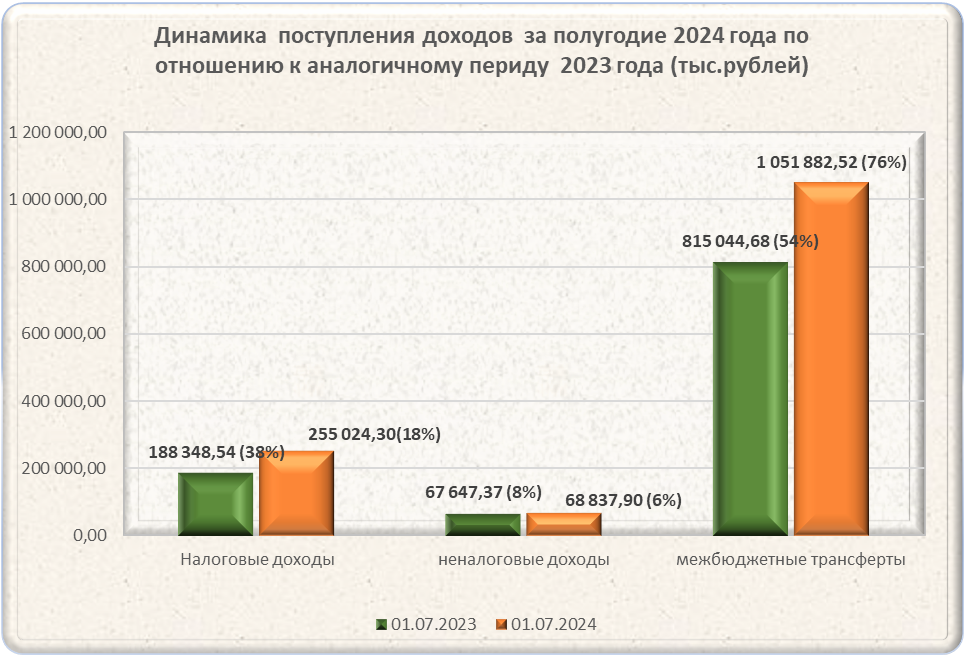 Динамика поступления доходов за полугодие 2024 года по
отношению к аналогичному периду 2023 года (тыс.рублей)
1 200 000,00
1 000 000,00
800 000,00
600 000,00
400 000,00
200 000,00
0,00
188 348,54 (38%)
255 024,30(18%)
67 647,37 (8%)
68 837,90 (6%)
815 044,68 (54%)
1 051 882,52 (76%)
Налоговые доходы
неналоговые доходы
межбюджетные трансферты
01.07.2023
01.07.2024